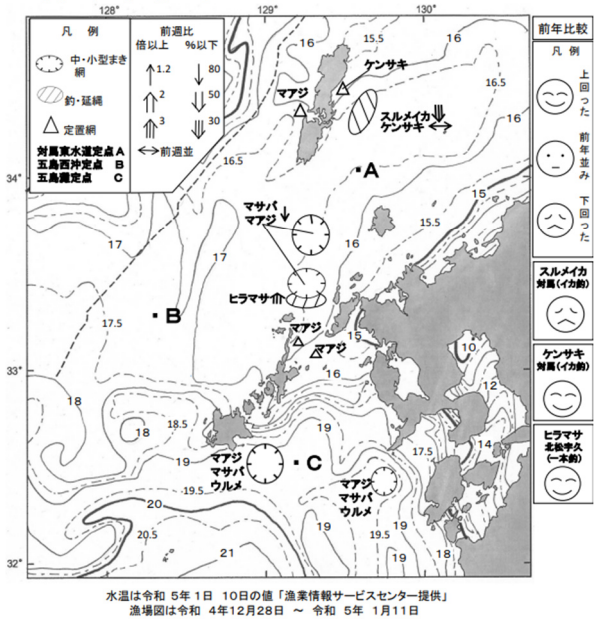 128°
129°
130°
凡 例
前週比
倍以上
%以下
中・小型まき
網
1.2
80
釣・延縄
2
50
定置網
3
30
対馬東水道定点 A
前週並
五島西沖定点 B
五島灘定点 C
34°
33°
32°
16
15.5
16
16.5
16
16.5
15
15.5
16
17
17
17.5
15
16
10
12
14
17.5
18
18
18.5
19
19
19.5
20
20.5
21
19
19
19.5
19
18
ケンサキ
マアジ
スルメイカ
ケンサキ
A
マサバ
マアジ
B
ヒラマサ
マアジ
マアジ
マアジ
マサバ
ウルメ
C
マアジ
マサバ
ウルメ
前年比較
凡 例
上回った
前年並み
下回った
スルメイカ
対馬(イカ釣)
ケンサキ
対馬(イカ釣)
ヒラマサ
北松宇久
(一本釣)
水温は令和 5年 1日 10日の値 「漁業情報サービスセンター提供」
漁場図は令和 4年12月28日 ~ 令和 5年 1月11日